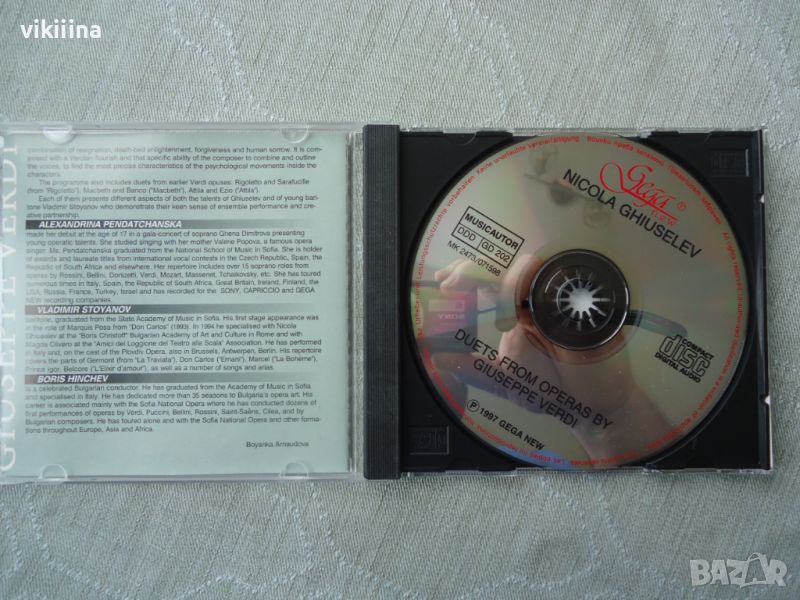 vikiiina
GIUSEPPE VERDI
combination of resignation, death-bed enlightenment, forgiveness and human sorrow. It is com-
posed with a Verdian flourish and that specific ability of the composer to combine and outline
the voices, to find the most precise characteristics of the psychological movements inside the
characters.
The programme also includes duets from earlier Verdi opuses: Rigoletto and Sarafucille
(from "Rigoletto"), Macbeth and Banco ("Macbeth"), Attila and Ezio ("Attila").
Each of them presents different aspects of both the talents of Ghiuselev and of young bari-
tone Vladimir Stoyanov who demonstrate their keen sense of ensemble performance and cre-
ative partnership.
ALEXANDRINA PENDATCHANSKA
made her debut at the age of 17 in a gala-concert of soprano Ghena Dimitrova presenting
young operatic talents. She studied singing with her mother Valerie Popova, a famous opera
singer. Ms. Pendatchanska graduated from the National School of Music in Sofia. She is holder
of awards and laureate titles from international vocal contests in the Czech Republic, Spain, the
Republic of South Africa and elsewhere. Her repertoire includes over 15 soprano roles from
operas by Rossini, Bellini, Donizetti, Verdi, Mozart, Massenet, Tchaikovsky, etc. She has toured
numerous times in Italy, Spain, the Republic of South Africa, Great Britain, Ireland, Finland, the
USA, Russia, France, Turkey, Israel and has recorded for the SONY, CAPRICCIO and GEGA
NEW recording companies.
VLADIMIR STOYANOV
baritone, graduated from the State Academy of Music in Sofia. His first stage appearance was
in the role of Marquis Posa from "Don Carlos" (1993). In 1994 he specialised with Nicola
Ghiuselev at the "Boris Christoff" Bulgarian Academy of Art and Culture in Rome and with
Magda Olivero at the "Amici del Loggione del Teatro alla Scala" Association. He has performed
in Italy and, on the cast of the Plovdiv Opera, also in Brussels, Antwerpen, Berlin. His repertoire
covers the parts of Germont (from "La Traviata"), Don Carlos ("Ernani"), Marcel ("La Bohème"),
Prince Igor, Belcore ("L'Elixir d'amour"), as well as a number of songs and arias.
BORIS HINCHEV
is a celebrated Bulgarian conductor. He has graduated from the Academy of Music in Sofia
and specialised in Italy. He has dedicated more than 35 seasons to Bulgaria's opera art. His
career is associated mainly with the Sofia National Opera where he has conducted dozens of
first performances of operas by Verdi, Puccini, Bellini, Rossini, Saint-Saëns, Cilea, and by
Bulgarian composers. He has toured alone and with the Sofia National Opera and other forma-
tions throughout Europe, Asia and Africa.
Boyanka Arnaudova
Gega
new
NICOLA GHIUSELEV
MUSICAUTOR
DDD GD 202
MK 2473/071598
DUETS FROM OPERAS BY
GIUSEPPE VERDI
℗ 1997 GEGA NEW
COMPACT
disc
DIGITAL AUDIO
SONY
BAZAR